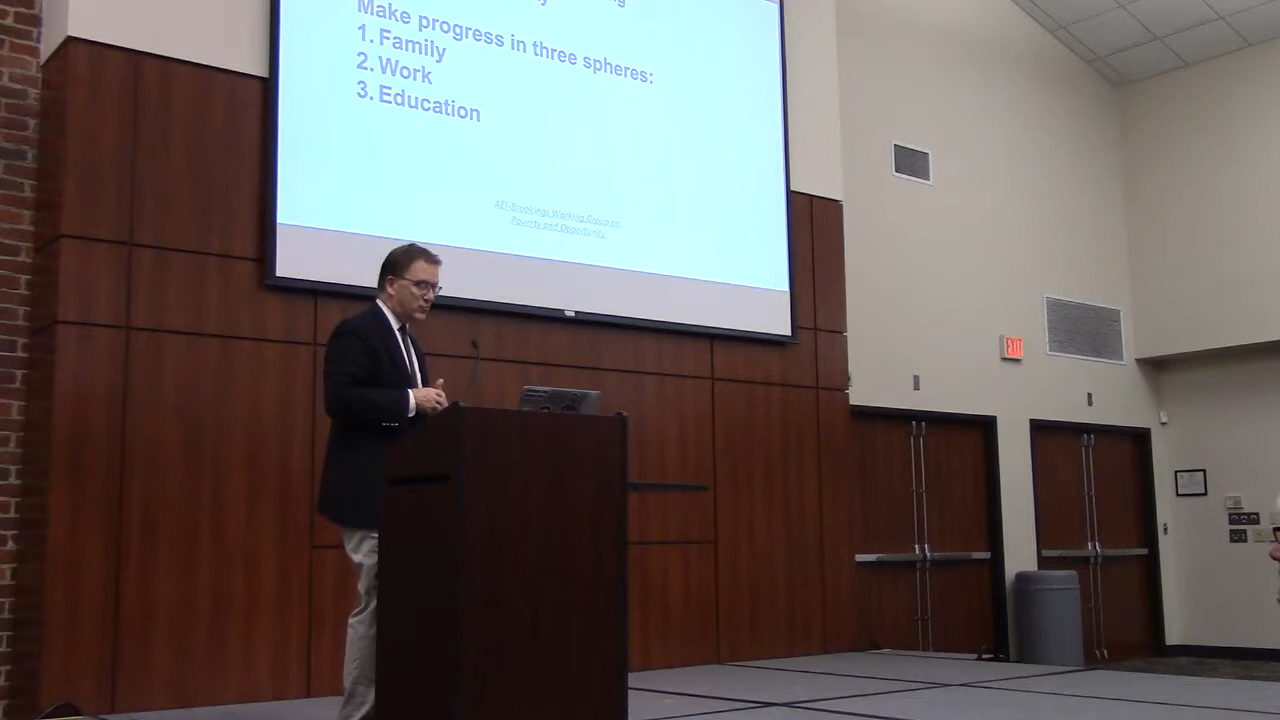 Make progress in three spheres:
1. Family
2. Work
3. Education
AEI-Brookings Working Group on
Poverty and Opportunity
EXIT